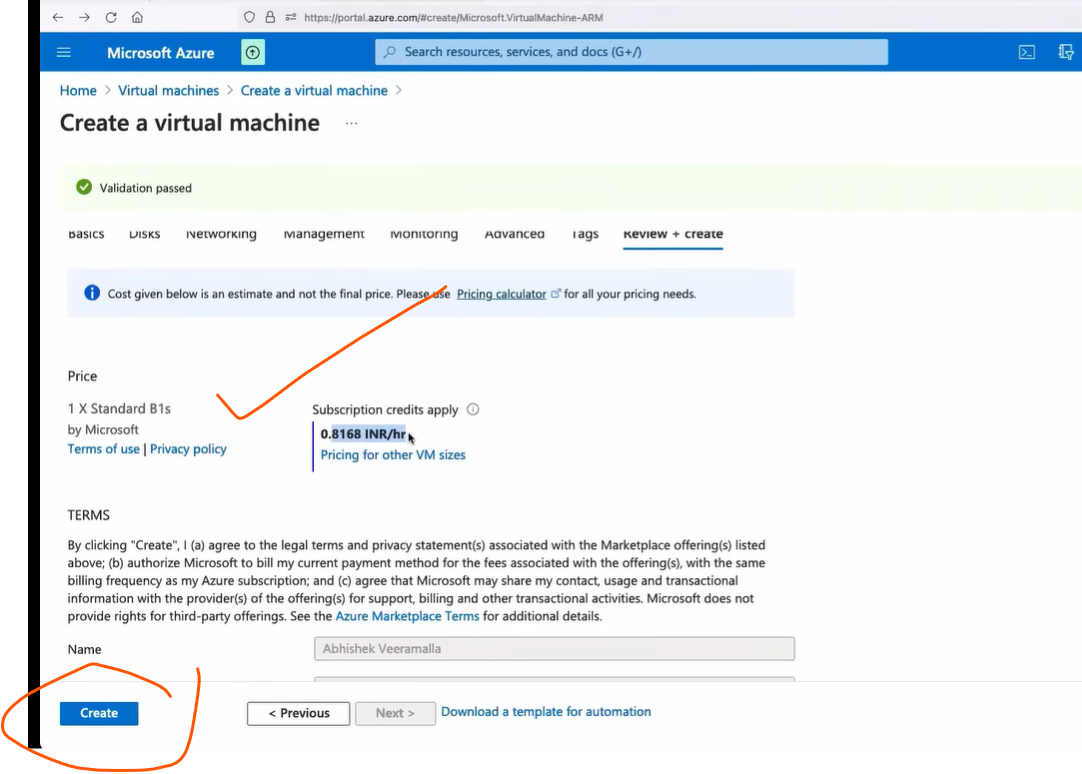 https://portal.azure.com/#create/Microsoft.VirtualMachine-ARM
Microsoft Azure
Search resources, services, and docs (G+/)
Home > Virtual machines > Create a virtual machine >
Create a virtual machine ...
Validation passed
Basics Disks Networking Management Monitoring Advanced Tags Review + create
Cost given below is an estimate and not the final price. Please use Pricing calculator for all your pricing needs.
Price
1 X Standard B1s
by Microsoft
Terms of use | Privacy policy
Subscription credits apply
0.8168 INR/hr
Pricing for other VM sizes
TERMS
By clicking "Create", I (a) agree to the legal terms and privacy statement(s) associated with the Marketplace offering(s) listed
above; (b) authorize Microsoft to bill my current payment method for the fees associated with the offering(s), with the same
billing frequency as my Azure subscription; and (c) agree that Microsoft may share my contact, usage and transactional
information with the provider(s) of the offering(s) for support, billing and other transactional activities. Microsoft does not
provide rights for third-party offerings. See the Azure Marketplace Terms for additional details.
Name Abhishek Veeramalla
Create < Previous Next > Download a template for automation